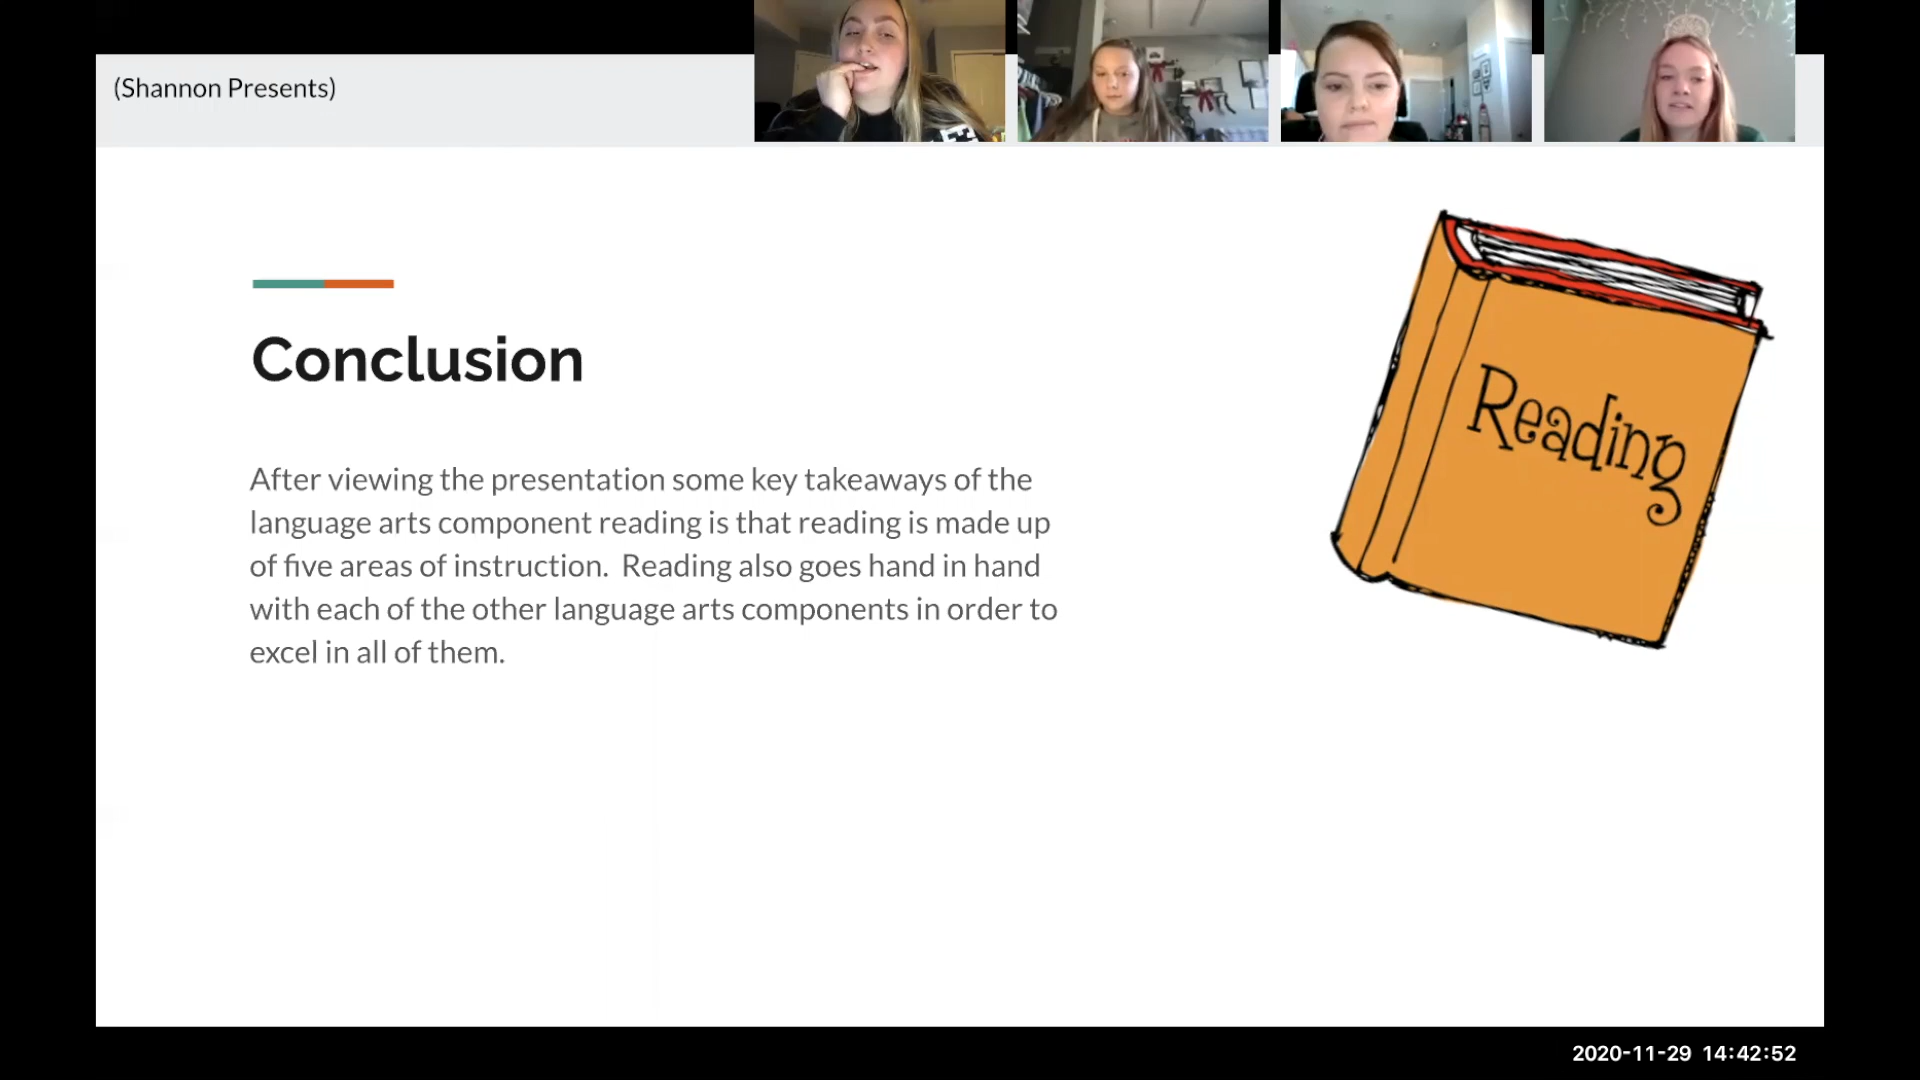 (Shannon Presents)
Conclusion
After viewing the presentation some key takeaways of the
language arts component reading is that reading is made up
of five areas of instruction.  Reading also goes hand in hand
with each of the other language arts components in order to
excel in all of them.
Reading
2020-11-29 14:42:52